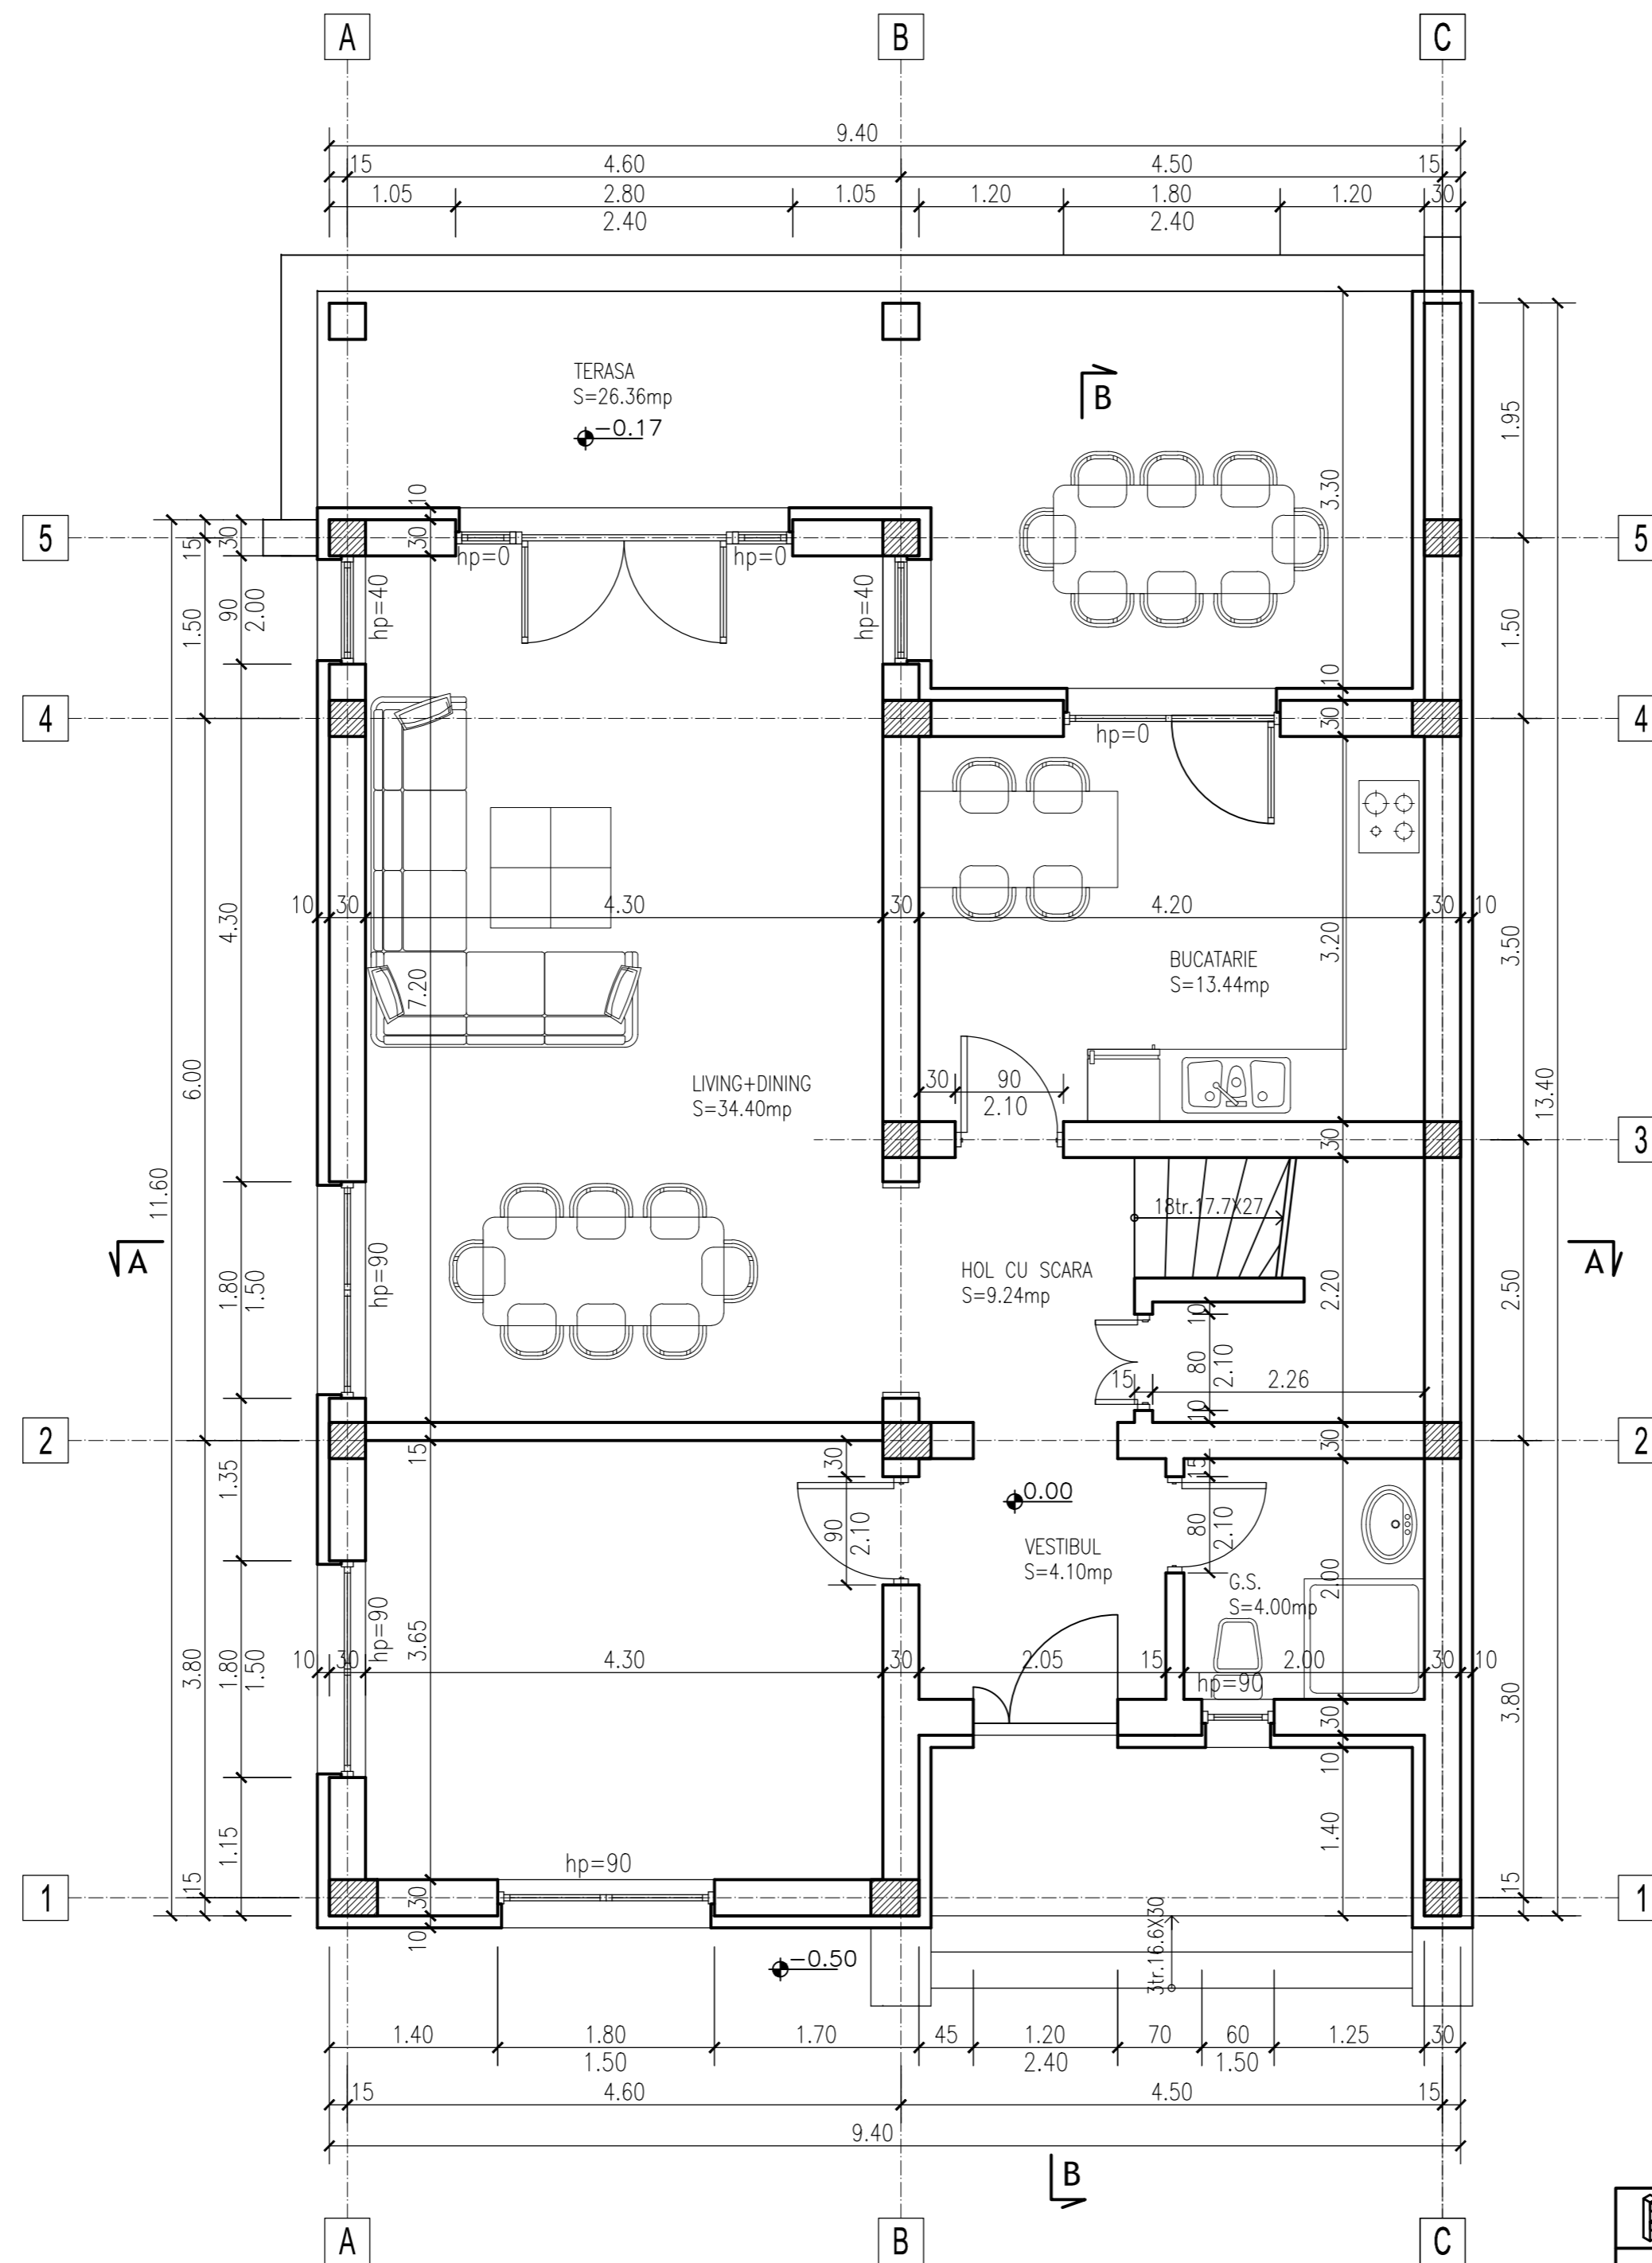 A B C
9.40
15 4.60 4.50 15
1.05 2.80 1.05 1.20 1.80 1.20 30
2.40 2.40
TERASA
S=26.36mp
-0.17
B
1.95
3.30
13.40
5 5
15 30 10 30
hp=0 hp=0
hp=40 hp=40
1.50 90 2.00
1.50
10
4 4
30
hp=0
10 30 4.30 30 4.20 30 10
4.30
7.20
3.20
3.50
BUCATARIE
S=13.44mp
6.00
11.60
LIVING+DINING
S=34.40mp
30 90
2.10
3 3
30
18tr.17.7X27
A A
1.80 1.50
hp=90
HOL CU SCARA
S=9.24mp
2.20
2.50
10
80 2.10
15 2.26
10
2 2
15 30 15 30
1.35
90 2.10
0.00
80 2.10
VESTIBUL
S=4.10mp
G.S.
S=4.00mp
2.00
3.80
1.80 1.50
hp=90
3.65
10 30 4.30 30 2.05 15 2.00 30 10
hp=90
3.80
30
10
1.15
1.40
hp=90
15 15
1 1
30
10
-0.50
3tr.16.6X30
1.40 1.80 1.70 45 1.20 70 60 1.25 30
1.50 2.40 1.50
15 4.60 4.50 15
9.40
B
A B C